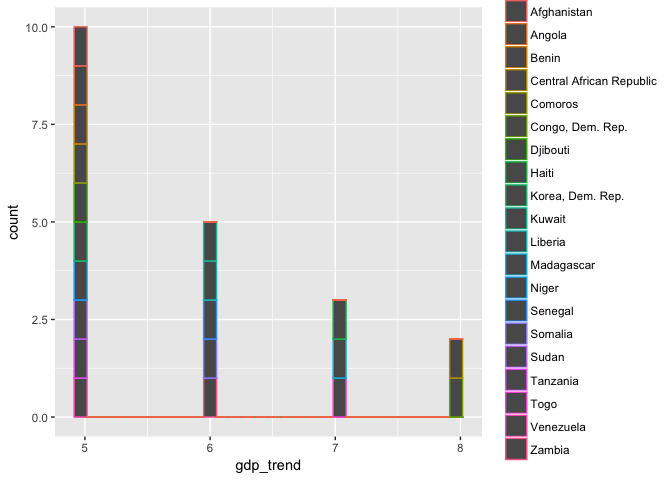 10.0
7.5
5.0
2.5
0.0
count
5 6 7 8
gdp_trend
Afghanistan
Angola
Benin
Central African Republic
Comoros
Congo, Dem. Rep.
Djibouti
Haiti
Korea, Dem. Rep.
Kuwait
Liberia
Madagascar
Niger
Senegal
Somalia
Sudan
Tanzania
Togo
Venezuela
Zambia